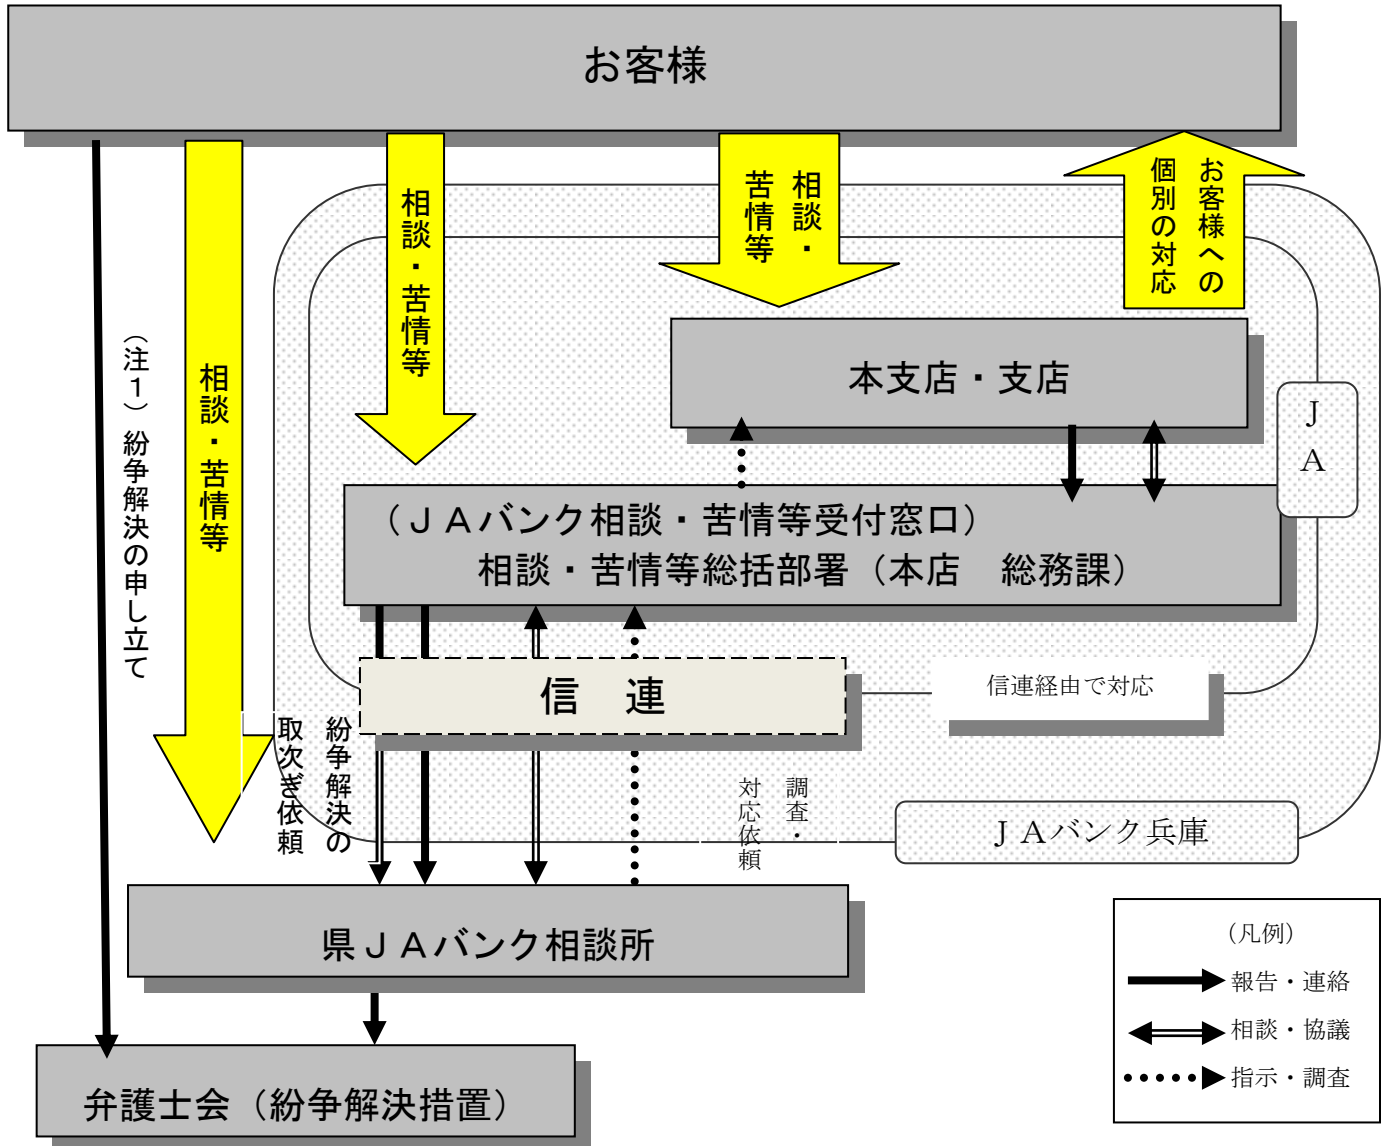 お客様
(注1)紛争解決の申し立て
相談・苦情等
相談・苦情等
相談・
苦情等
お客様への
個別の対応
本支店・支店
JA
(JAバンク相談・苦情等受付窓口)
相談・苦情等総括部署(本店 総務課)
信 連
信連経由で対応
紛争解決の
取次ぎ依頼
調査・
対応依頼
JAバンク兵庫
県JAバンク相談所
弁護士会(紛争解決措置)
(凡例)
報告・連絡
相談・協議
指示・調査